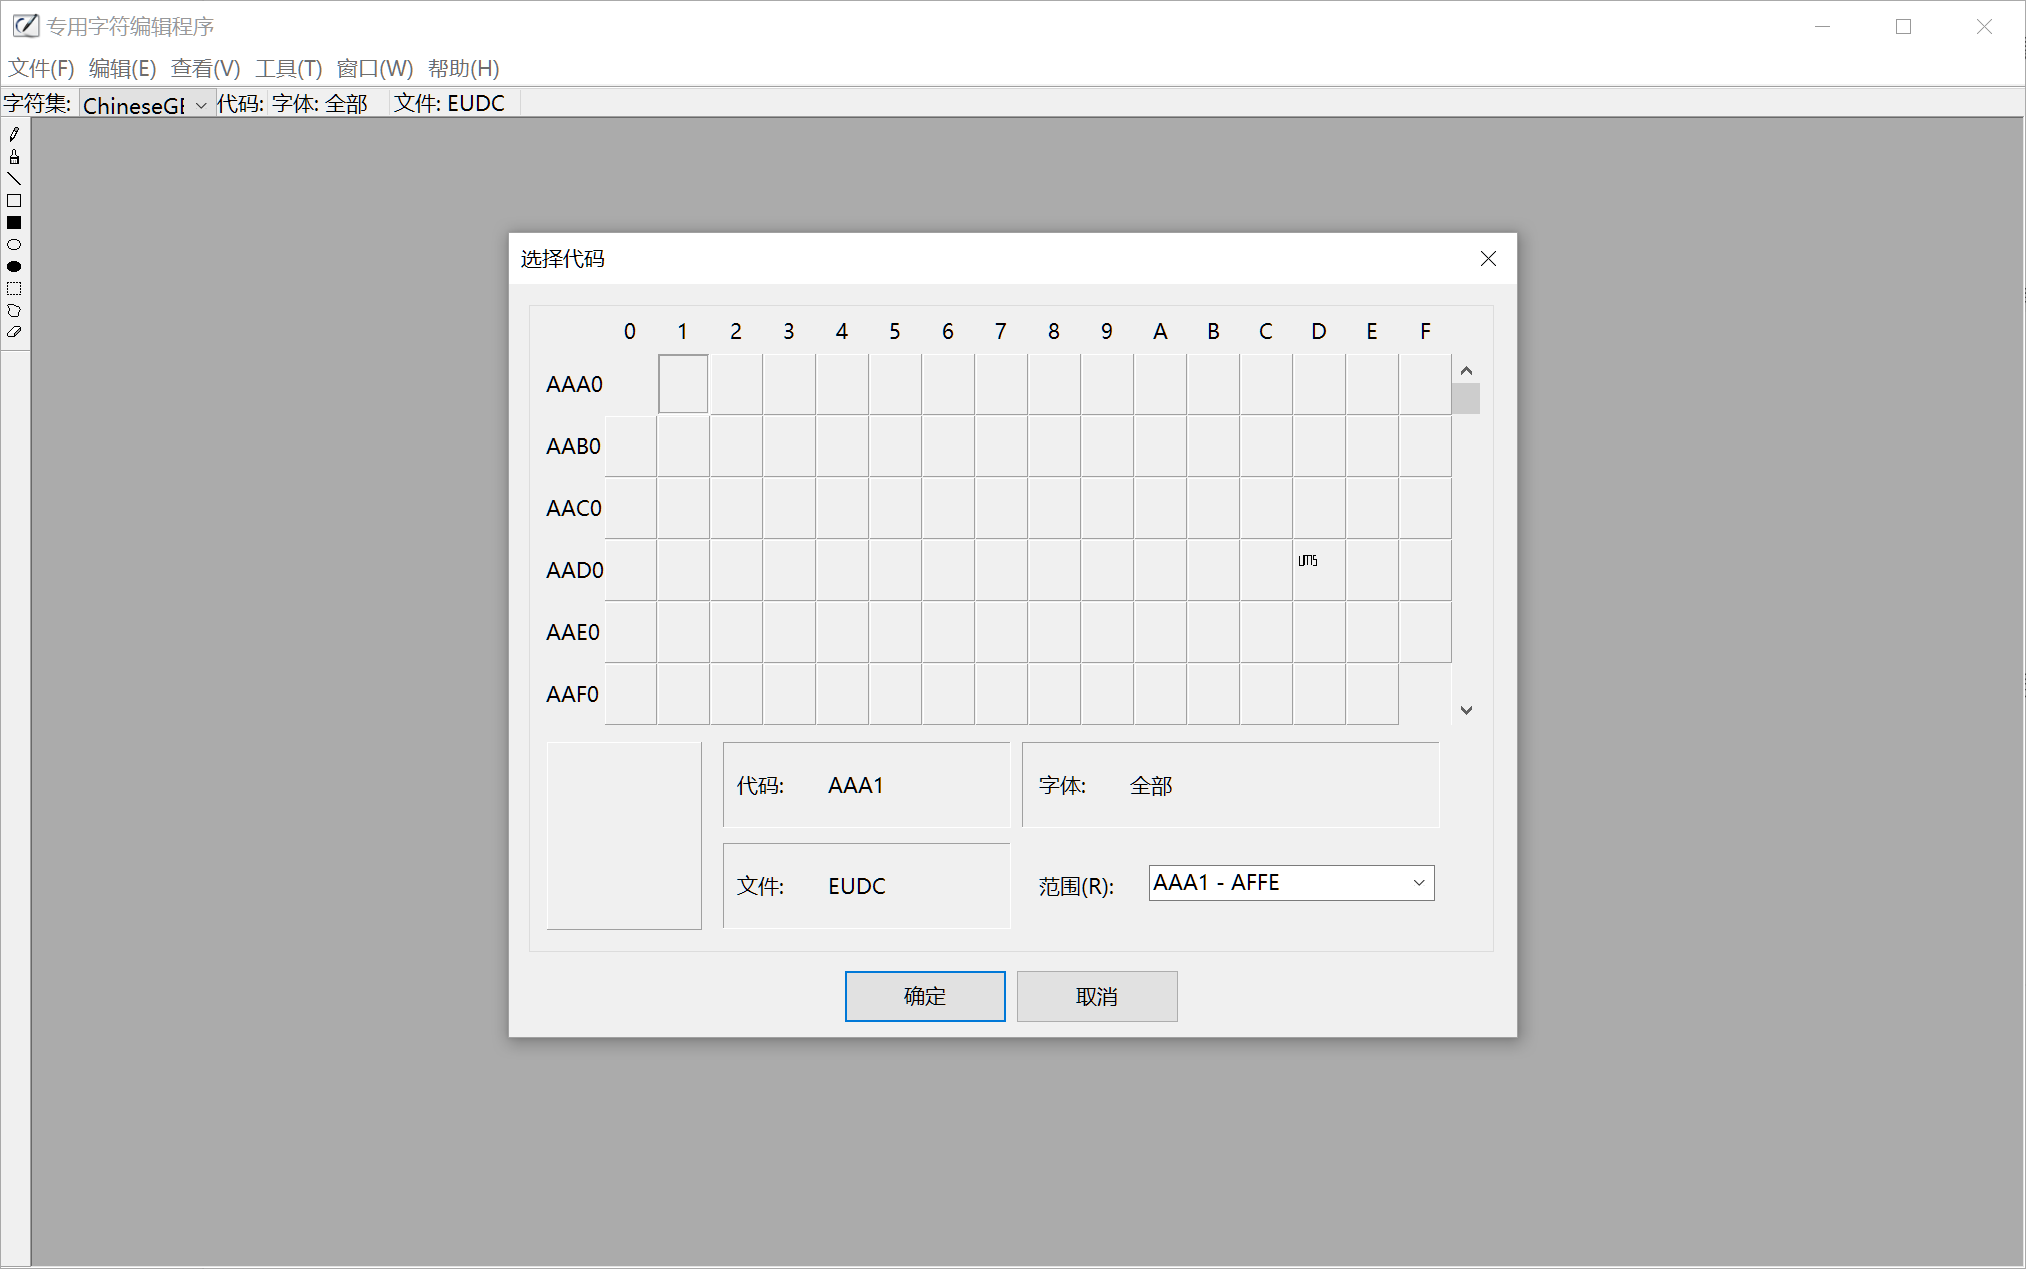 专用字符编辑程序
文件(F) 编辑(E) 查看(V) 工具(T) 窗口(W) 帮助(H)
字符集: ChineseGB 代码: 字体: 全部 文件: EUDC
选择代码
0 1 2 3 4 5 6 7 8 9 A B C D E F
AAA0
AAB0
AAC0
AAD0
AAE0
AAF0
代码: AAA1 字体: 全部
文件: EUDC 范围(R): AAA1 - AFFE
确定 取消